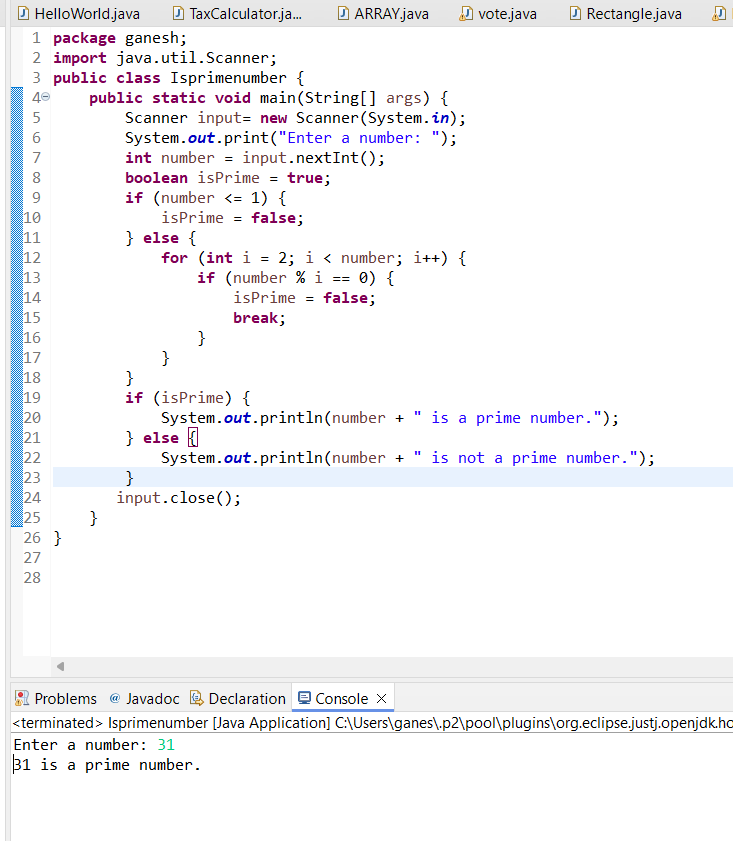 HelloWorld.java TaxCalculator.ja... ARRAY.java vote.java Rectangle.java
1 package ganesh;
2 import java.util.Scanner;
3 public class Isprimenumber {
4 public static void main(String[] args) {
5 Scanner input= new Scanner(System.in);
6 System.out.print("Enter a number: ");
7 int number = input.nextInt();
8 boolean isPrime = true;
9 if (number <= 1) {
10 isPrime = false;
11 } else {
12 for (int i = 2; i < number; i++) {
13 if (number % i == 0) {
14 isPrime = false;
15 break;
16 }
17 }
18 }
19 if (isPrime) {
20 System.out.println(number + " is a prime number.");
21 } else {
22 System.out.println(number + " is not a prime number.");
23 }
24 input.close();
25 }
26 }
27
28
Problems @ Javadoc Declaration Console
<terminated> Isprimenumber [Java Application] C:\Users\ganes\.p2\pool\plugins\org.eclipse.justj.openjdk.ho
Enter a number: 31
31 is a prime number.